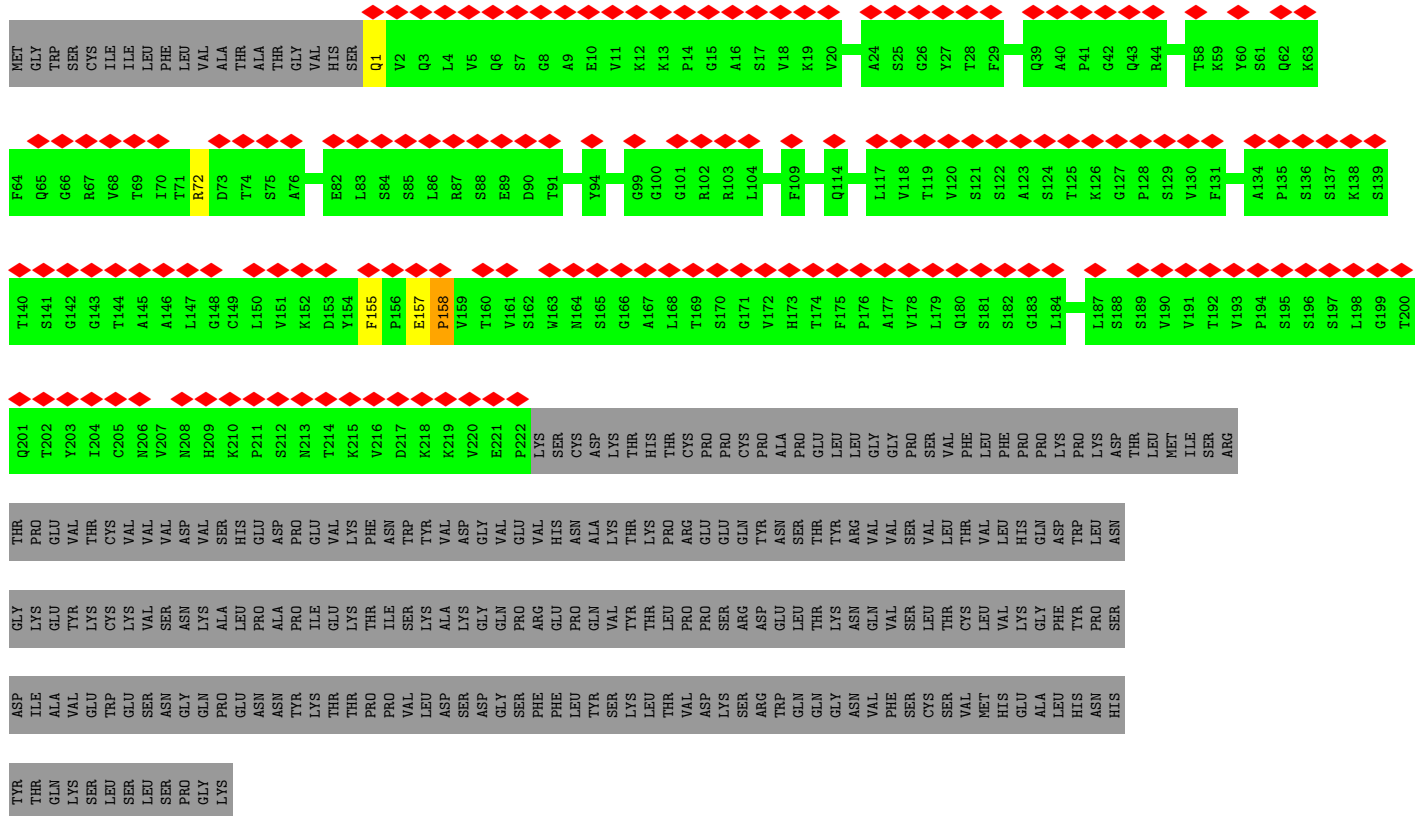 MET GLY TRP SER CYS ILE ILE LEU PHE LEU VAL ALA THR ALA THR GLY VAL HIS SER Q1 V2 Q3 L4 V5 Q6 S7 G8 A9 E10 V11 K12 K13 P14 G15 A16 S17 V18 K19 V20 A24 S25 G26 Y27 T28 F29 Q39 A40 P41 G42 Q43 R44 T58 K59 Y60 S61 Q62 K63
F64 Q65 G66 R67 V68 T69 I70 T71 R72 D73 T74 S75 A76 E82 L83 S84 S85 L86 R87 S88 E89 D90 T91 Y94 G99 G100 G101 R102 R103 L104 F109 Q114 L117 V118 T119 V120 S121 S122 A123 S124 T125 K126 G127 P128 S129 V130 F131 A134 P135 S136 S137 K138 S139
T140 S141 G142 G143 T144 A145 A146 L147 G148 C149 L150 V151 K152 D153 Y154 F155 P156 E157 P158 V159 T160 V161 S162 W163 N164 S165 G166 A167 L168 T169 S170 G171 V172 H173 T174 F175 P176 A177 V178 L179 Q180 S181 S182 G183 L184 L187 S188 S189 V190 V191 T192 V193 P194 S195 S196 S197 L198 G199 T200
Q201 T202 Y203 I204 C205 N206 V207 N208 H209 K210 P211 S212 N213 T214 K215 V216 D217 K218 K219 V220 E221 P222 LYS SER CYS ASP LYS THR HIS THR CYS PRO PRO CYS PRO ALA PRO GLU LEU LEU GLY GLY PRO SER VAL PHE LEU PHE PRO PRO LYS PRO LYS ASP THR LEU MET ILE SER ARG
THR PRO GLU VAL THR CYS VAL VAL VAL ASP VAL SER HIS GLU ASP PRO GLU VAL LYS PHE ASN TRP TYR VAL ASP GLY VAL GLU VAL HIS ASN ALA LYS THR LYS PRO ARG GLU GLU GLN TYR ASN SER THR TYR ARG VAL VAL SER VAL LEU THR VAL LEU HIS GLN ASP TRP LEU ASN
GLY LYS GLU TYR LYS CYS LYS VAL SER ASN LYS ALA LEU PRO ALA PRO ILE GLU LYS THR ILE SER LYS ALA LYS GLY GLN PRO ARG GLU PRO GLN VAL TYR THR LEU PRO PRO SER ARG ASP GLU LEU THR LYS ASN GLN VAL SER LEU THR CYS LEU VAL LYS GLY PHE TYR PRO SER
ASP ILE ALA VAL GLU TRP GLU SER ASN GLY GLN PRO GLU ASN ASN TYR LYS THR THR PRO PRO VAL LEU ASP SER ASP GLY SER PHE PHE LEU TYR SER LYS LEU THR VAL ASP LYS SER ARG TRP GLN GLN GLY ASN VAL PHE SER CYS SER VAL MET HIS GLU ALA LEU HIS ASN HIS
TYR THR GLN LYS SER LEU SER LEU SER PRO GLY LYS